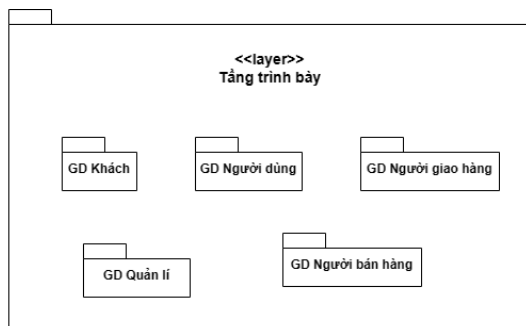 <<layer>>
Tầng trình bày
GD Khách
GD Người dùng
GD Người giao hàng
GD Quản lí
GD Người bán hàng